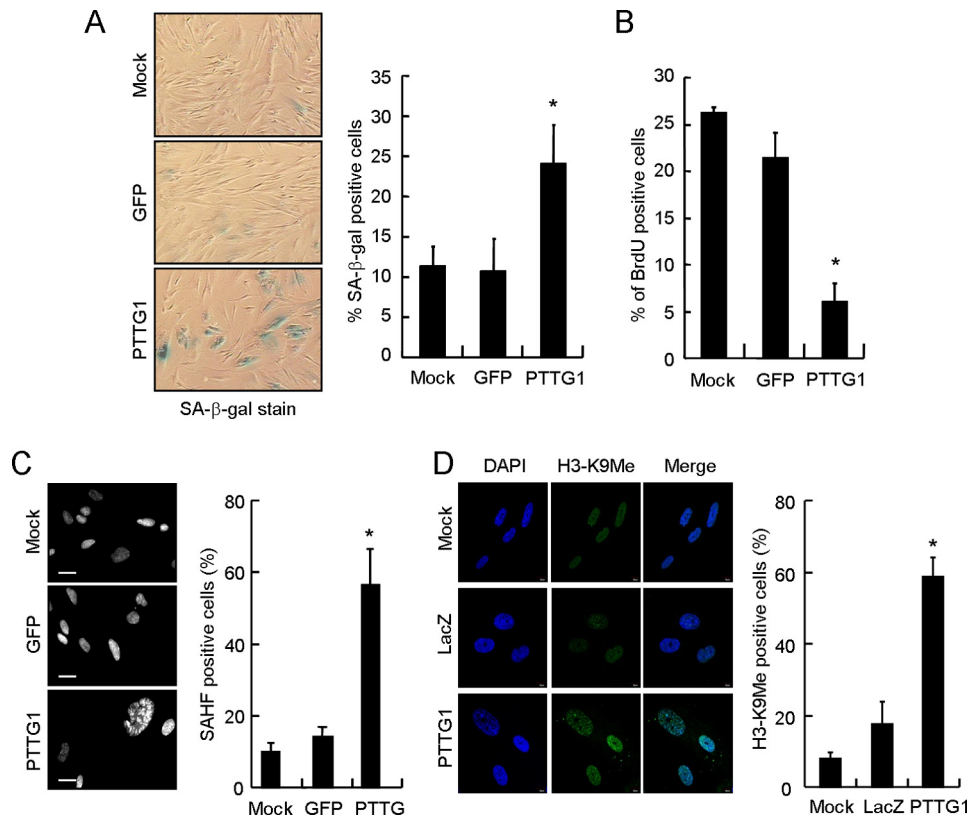 A
Mock
GFP
PTTG1
SA-β-gal stain
% SA-β-gal positive cells
35
30
25
20
15
10
5
0
*
Mock GFP PTTG1
B
% of BrdU positive cells
30
25
20
15
10
5
0
*
Mock GFP PTTG1
C
Mock
GFP
PTTG1
SAHF positive cells (%)
80
60
40
20
0
*
Mock GFP PTTG
D
DAPI H3-K9Me Merge
Mock
LacZ
PTTG1
H3-K9Me positive cells (%)
80
60
40
20
0
*
Mock LacZ PTTG1